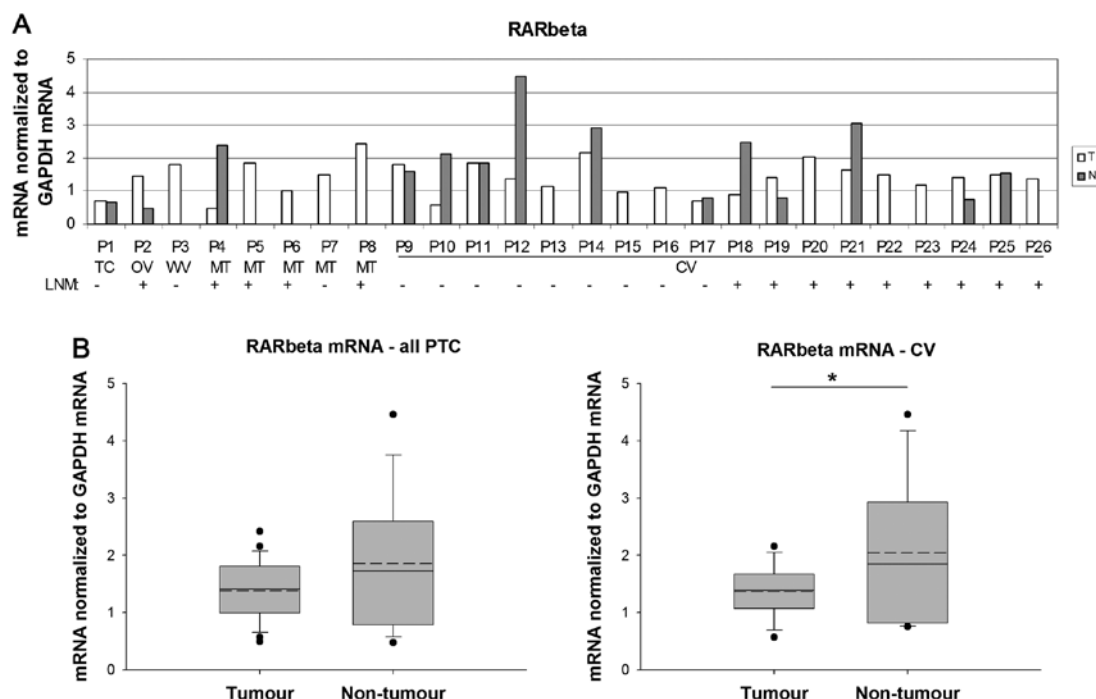 A
RARbeta
mRNA normalized to
GAPDH mRNA
5
4
3
2
1
0
T
N
P1 P2 P3 P4 P5 P6 P7 P8 P9 P10 P11 P12 P13 P14 P15 P16 P17 P18 P19 P20 P21 P22 P23 P24 P25 P26
TC OV WV MT MT MT MT MT CV
LNM: - + - + + + - + - - - - - - - - - + + + + + + + + +
B
RARbeta mRNA - all PTC
mRNA normalized to GAPDH mRNA
5
4
3
2
1
0
Tumour Non-tumour
RARbeta mRNA - CV
mRNA normalized to GAPDH mRNA
5
4
3
2
1
0
*
Tumour Non-tumour